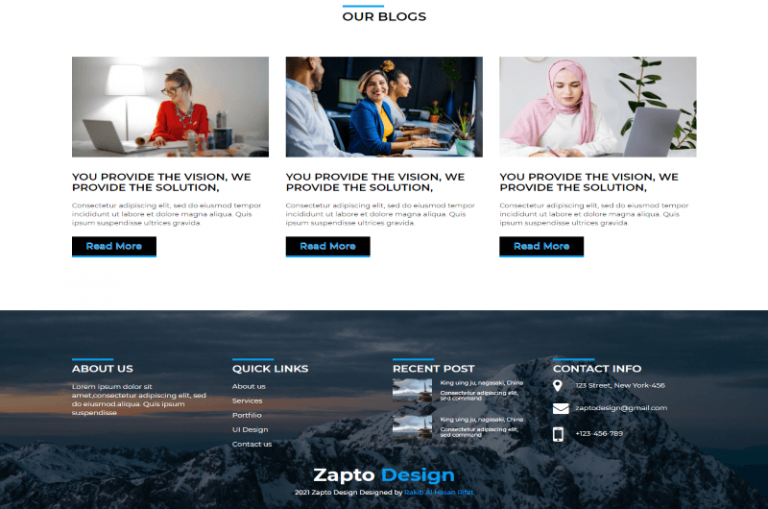 OUR BLOGS
YOU PROVIDE THE VISION, WE
PROVIDE THE SOLUTION,
Consectetur adipiscing elit, sed do eiusmod tempor
incididunt ut labore et dolore magna aliqua. Quis
ipsum suspendisse ultrices gravida.
Read More
YOU PROVIDE THE VISION, WE
PROVIDE THE SOLUTION,
Consectetur adipiscing elit, sed do eiusmod tempor
incididunt ut labore et dolore magna aliqua. Quis
ipsum suspendisse ultrices gravida.
Read More
YOU PROVIDE THE VISION, WE
PROVIDE THE SOLUTION,
Consectetur adipiscing elit, sed do eiusmod tempor
incididunt ut labore et dolore magna aliqua. Quis
ipsum suspendisse ultrices gravida.
Read More
ABOUT US
Lorem ipsum dolor sit
amet,consectetur adipiscing elit, sed
do eiusmod aliqua. Quis ipsum
suspendisse
QUICK LINKS
About us
Services
Portfilio
UI Design
Contact us
RECENT POST
King uing ju, nagasaki, China
Consectetur adipiscing elit,
sed command
King uing ju, nagasaki, China
Consectetur adipiscing elit,
sed command
CONTACT INFO
123 Street, New York-456
zaptodesign@gmail.com
+123-456-789
Zapto Design
2021 Zapto Design Designed by Rakib Al Hasan Rifat